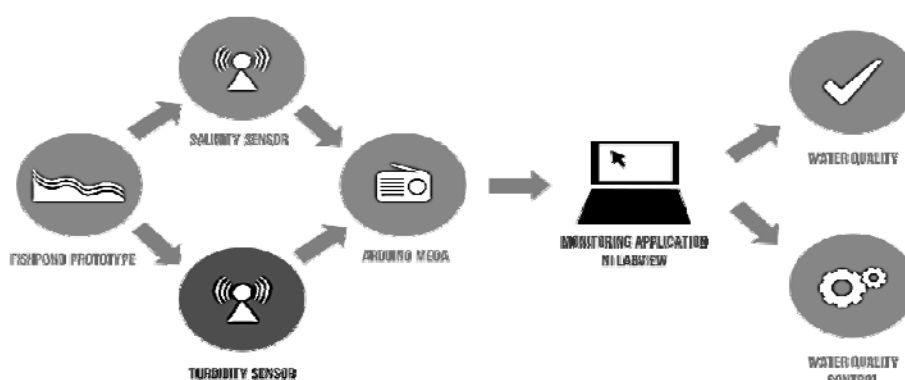 SALINITY SENSOR
FISHPOND PROTOTYPE
ARDUINO MEGA
TURBIDITY SENSOR
MONITORING APPLICATION
NI LABVIEW
WATER QUALITY
WATER QUALITY
CONTROL